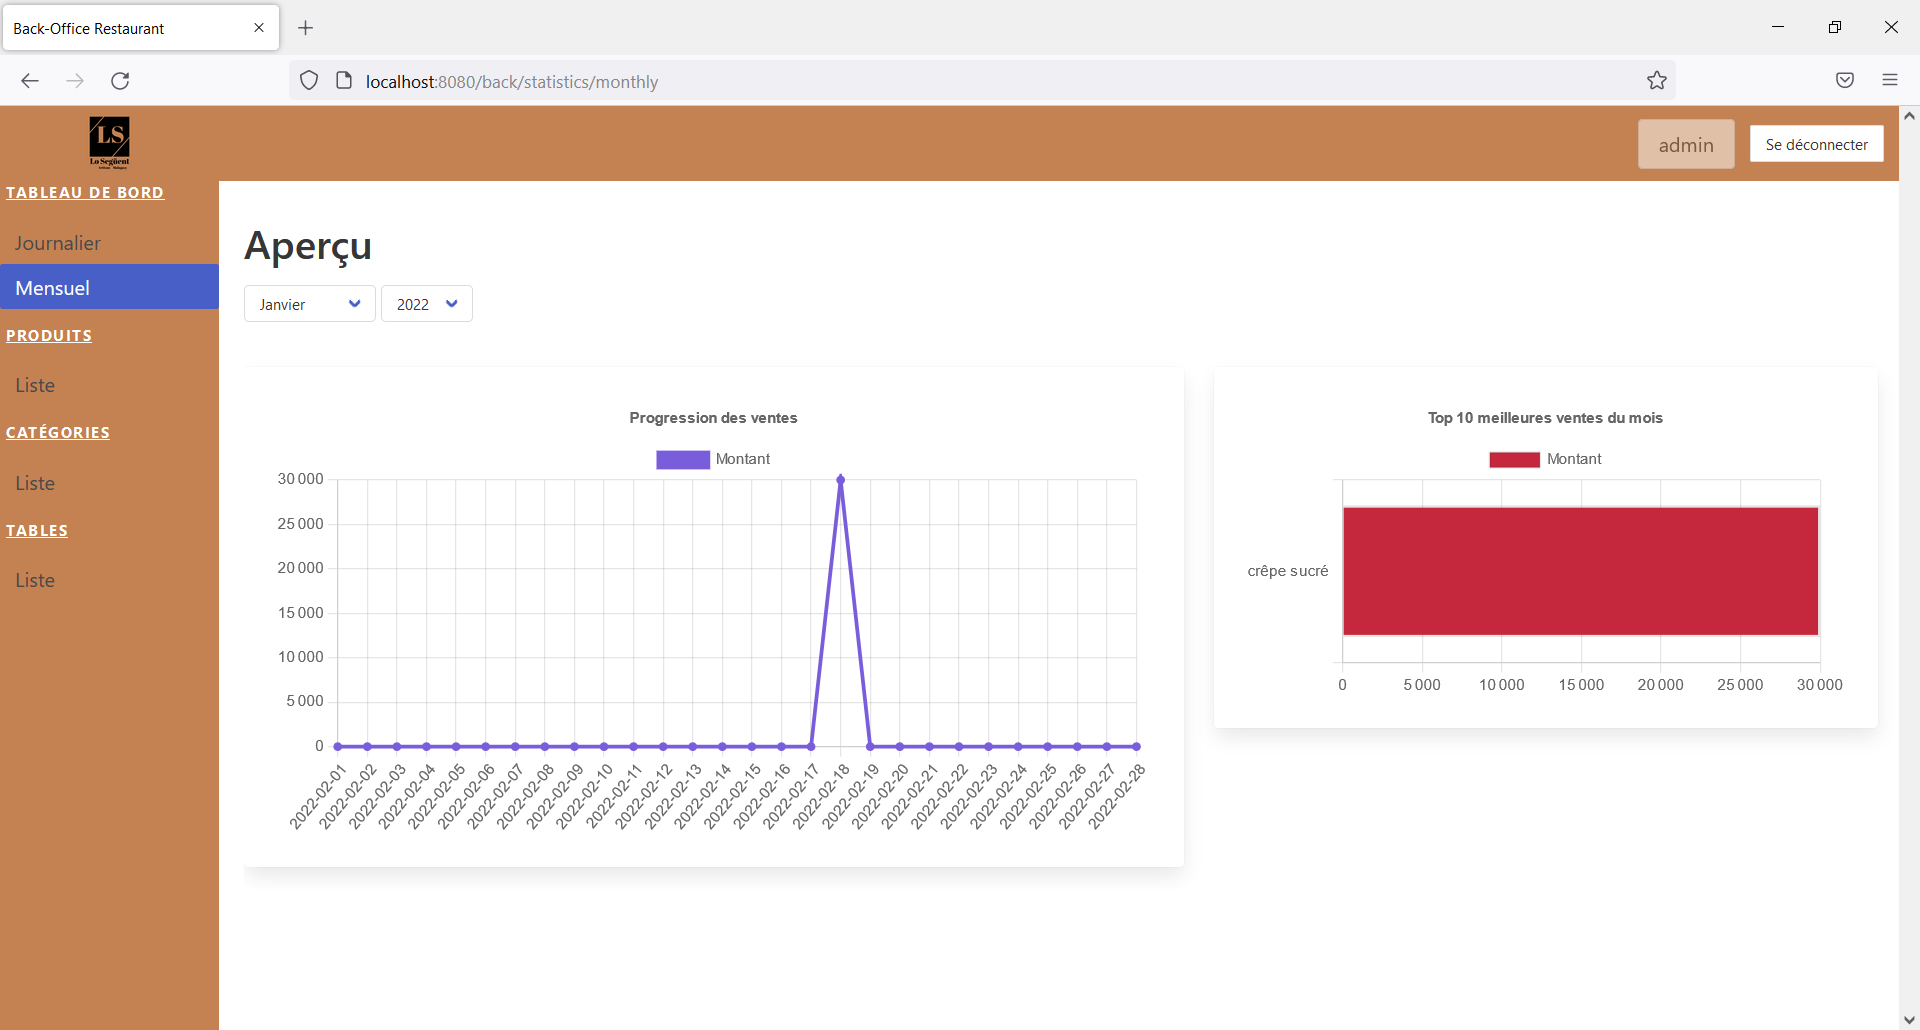 Back-Office Restaurant
localhost:8080/back/statistics/monthly
LS
Lo Següent
admin
Se déconnecter
TABLEAU DE BORD
Journalier
Mensuel
PRODUITS
Liste
CATÉGORIES
Liste
TABLES
Liste
Aperçu
Janvier
2022
Progression des ventes
Montant
30 000
25 000
20 000
15 000
10 000
5 000
0
2022-02-01
2022-02-02
2022-02-03
2022-02-04
2022-02-05
2022-02-06
2022-02-07
2022-02-08
2022-02-09
2022-02-10
2022-02-11
2022-02-12
2022-02-13
2022-02-14
2022-02-15
2022-02-16
2022-02-17
2022-02-18
2022-02-19
2022-02-20
2022-02-21
2022-02-22
2022-02-23
2022-02-24
2022-02-25
2022-02-26
2022-02-27
2022-02-28
Top 10 meilleures ventes du mois
Montant
crêpe sucré
0 5 000 10 000 15 000 20 000 25 000 30 000